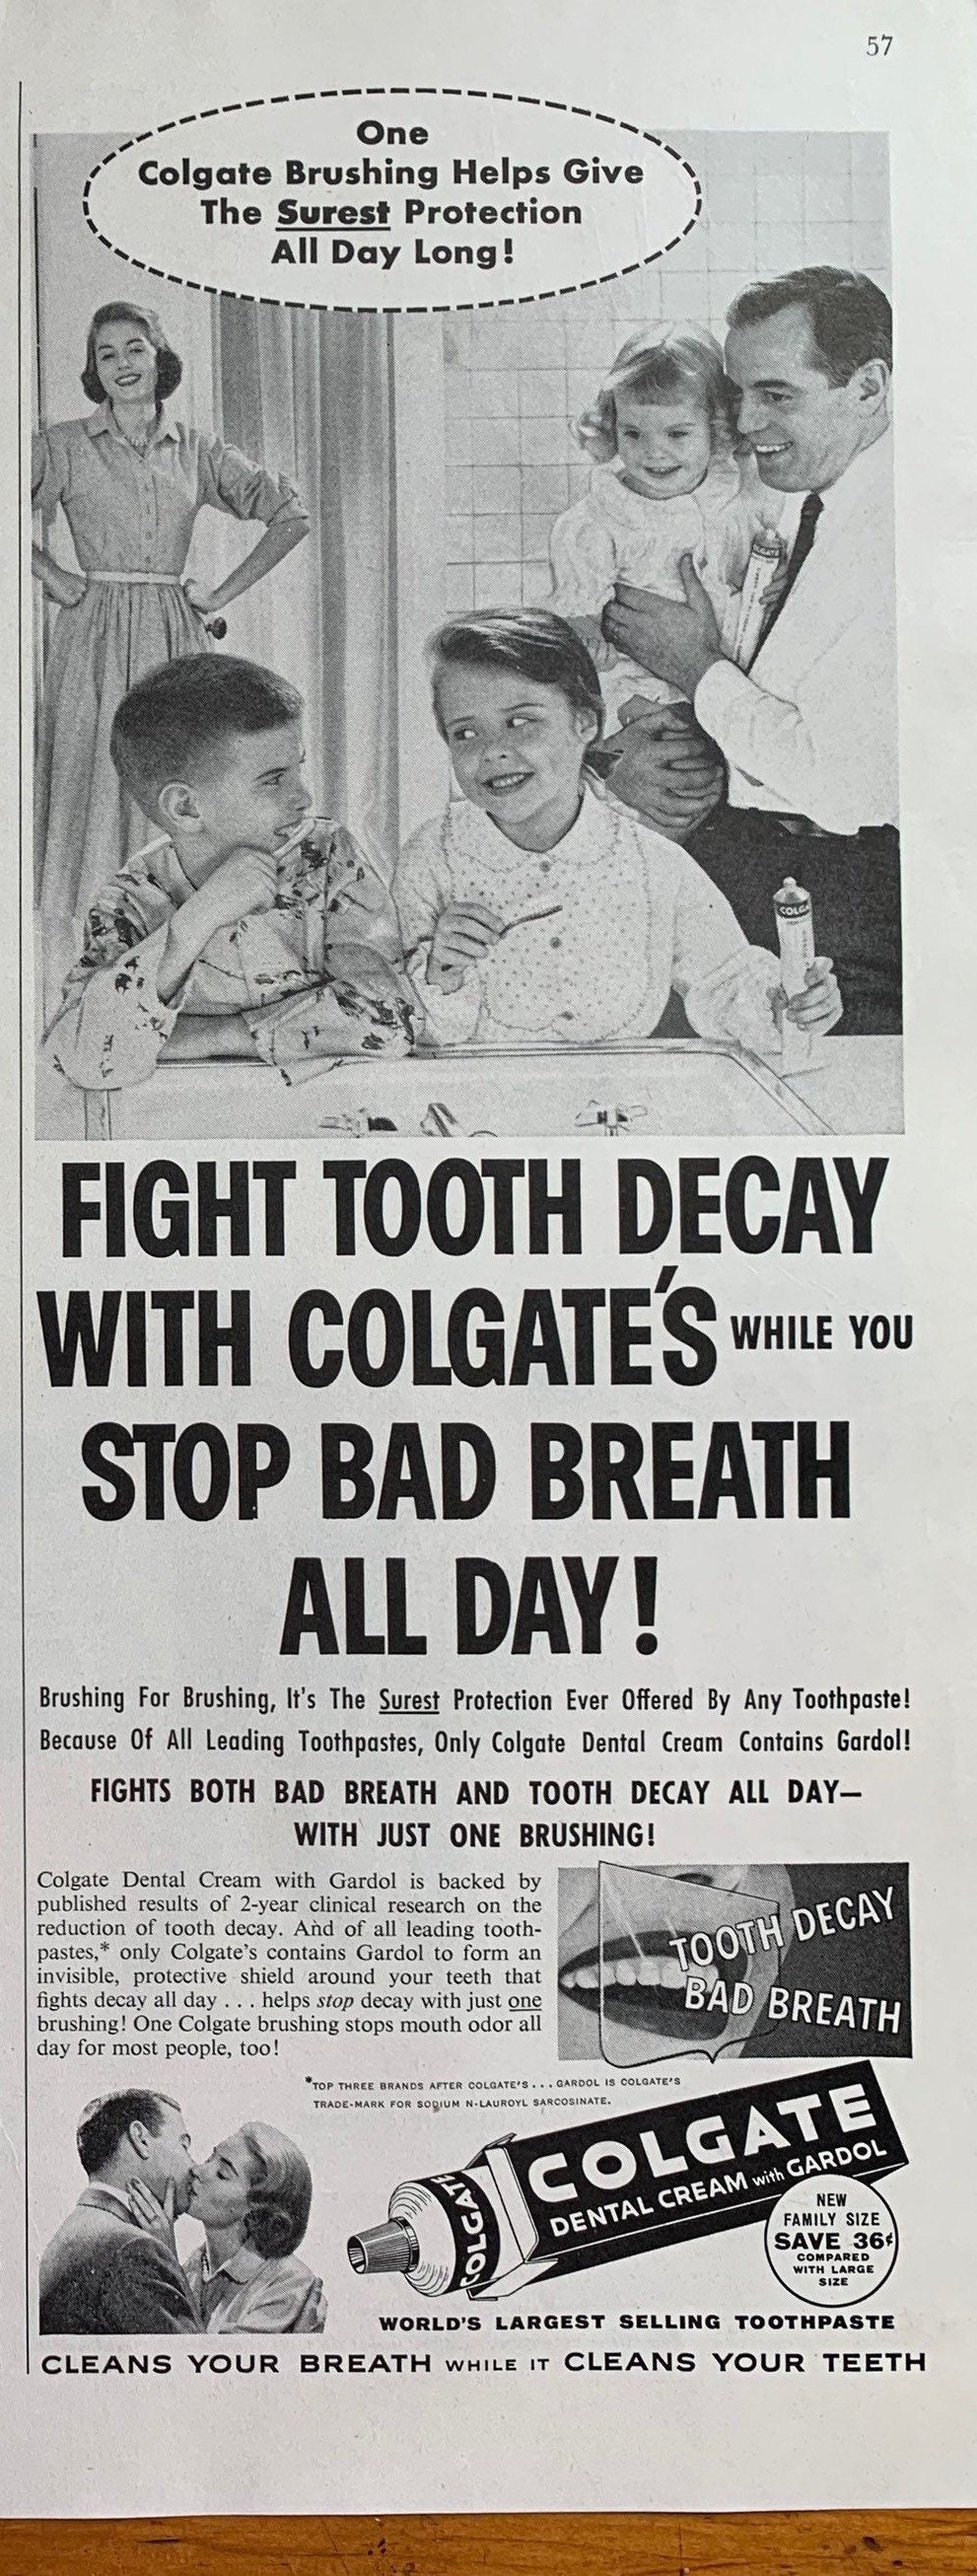 57
One
Colgate Brushing Helps Give
The Surest Protection
All Day Long!
COLGATE
COLGA
FIGHT TOOTH DECAY
WITH COLGATE'S WHILE YOU
STOP BAD BREATH
ALL DAY!
Brushing For Brushing, It's The Surest Protection Ever Offered By Any Toothpaste!
Because Of All Leading Toothpastes, Only Colgate Dental Cream Contains Gardol!
FIGHTS BOTH BAD BREATH AND TOOTH DECAY ALL DAY—
WITH JUST ONE BRUSHING!
Colgate Dental Cream with Gardol is backed by
published results of 2-year clinical research on the
reduction of tooth decay. And of all leading tooth-
pastes,* only Colgate's contains Gardol to form an
invisible, protective shield around your teeth that
fights decay all day . . . helps stop decay with just one
brushing! One Colgate brushing stops mouth odor all
day for most people, too!
TOOTH DECAY
BAD BREATH
*TOP THREE BRANDS AFTER COLGATE'S . . . GARDOL IS COLGATE'S
TRADE-MARK FOR SODIUM N-LAUROYL SARCOSINATE.
COLGATE
COLGATE
DENTAL CREAM with GARDOL
NEW
FAMILY SIZE
SAVE 36¢
COMPARED
WITH LARGE
SIZE
WORLD'S LARGEST SELLING TOOTHPASTE
CLEANS YOUR BREATH WHILE IT CLEANS YOUR TEETH